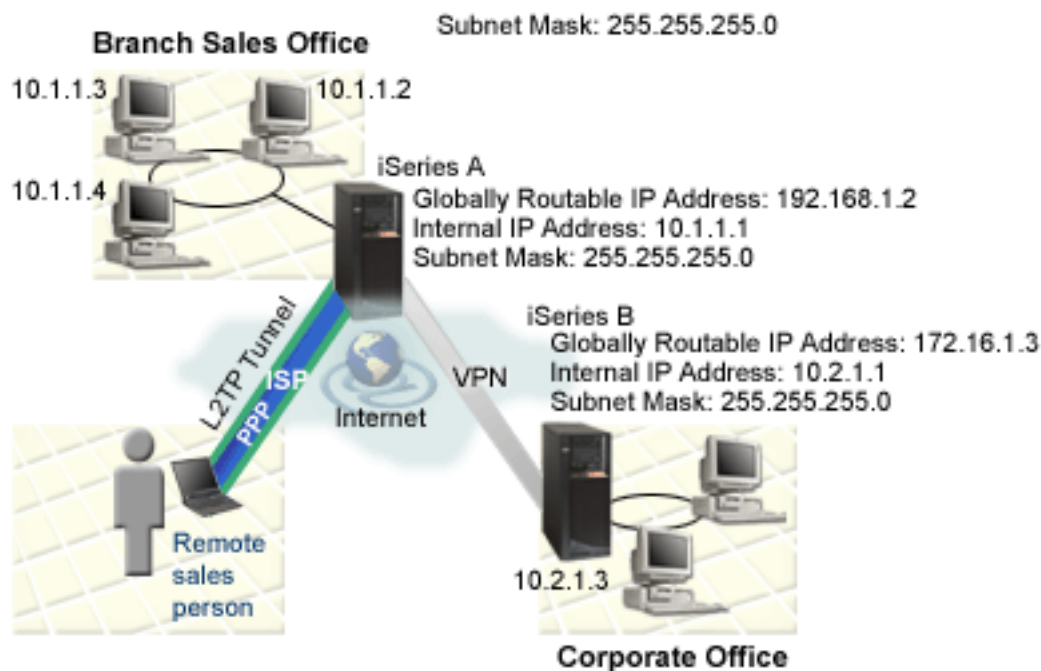 Subnet Mask: 255.255.255.0
Branch Sales Office
10.1.1.3
10.1.1.2
10.1.1.4
iSeries A
Globally Routable IP Address: 192.168.1.2
Internal IP Address: 10.1.1.1
Subnet Mask: 255.255.255.0
L2TP Tunnel
ISP
PPP
Internet
VPN
iSeries B
Globally Routable IP Address: 172.16.1.3
Internal IP Address: 10.2.1.1
Subnet Mask: 255.255.255.0
Remote
sales
person
10.2.1.3
Corporate Office